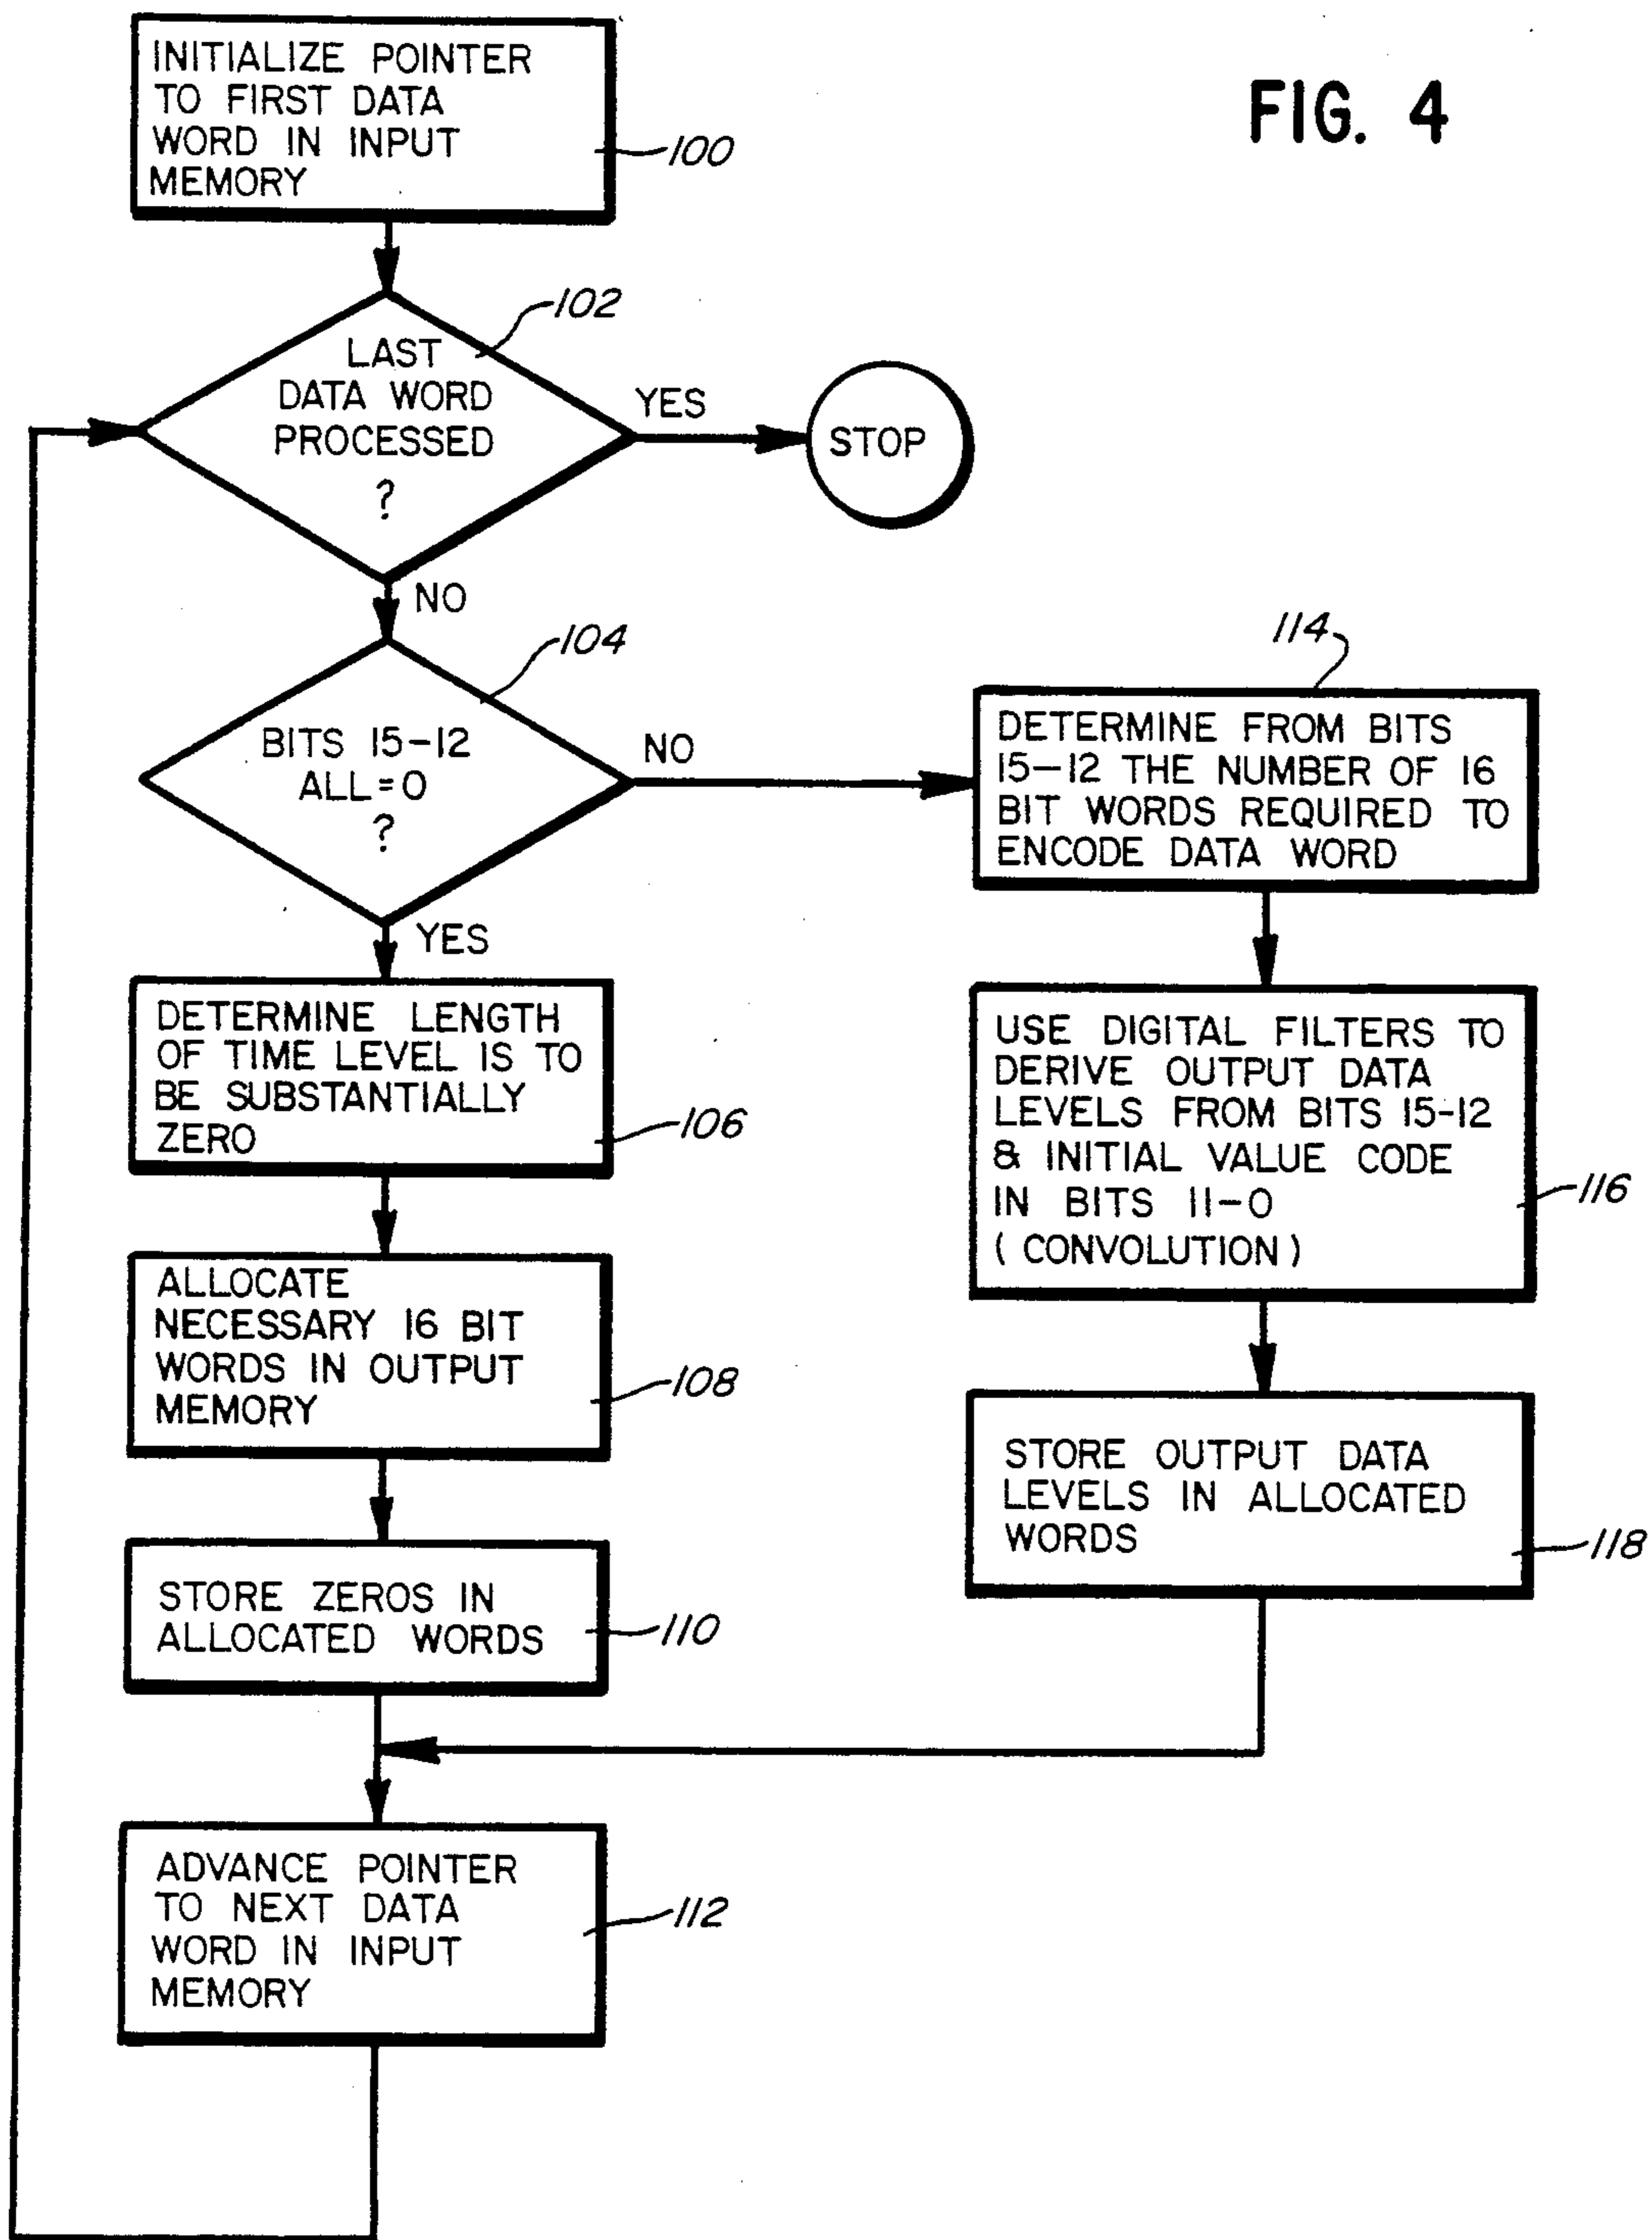 FIG. 4
INITIALIZE POINTER
TO FIRST DATA
WORD IN INPUT
MEMORY
100
102
LAST
DATA WORD
PROCESSED
?
YES
STOP
NO
104
BITS 15-12
ALL=0
?
NO
YES
114
DETERMINE FROM BITS
15-12 THE NUMBER OF 16
BIT WORDS REQUIRED TO
ENCODE DATA WORD
DETERMINE LENGTH
OF TIME LEVEL IS TO
BE SUBSTANTIALLY
ZERO
106
USE DIGITAL FILTERS TO
DERIVE OUTPUT DATA
LEVELS FROM BITS 15-12
& INITIAL VALUE CODE
IN BITS 11-0
(CONVOLUTION)
116
ALLOCATE
NECESSARY 16 BIT
WORDS IN OUTPUT
MEMORY
108
STORE OUTPUT DATA
LEVELS IN ALLOCATED
WORDS
118
STORE ZEROS IN
ALLOCATED WORDS
110
ADVANCE POINTER
TO NEXT DATA
WORD IN INPUT
MEMORY
112